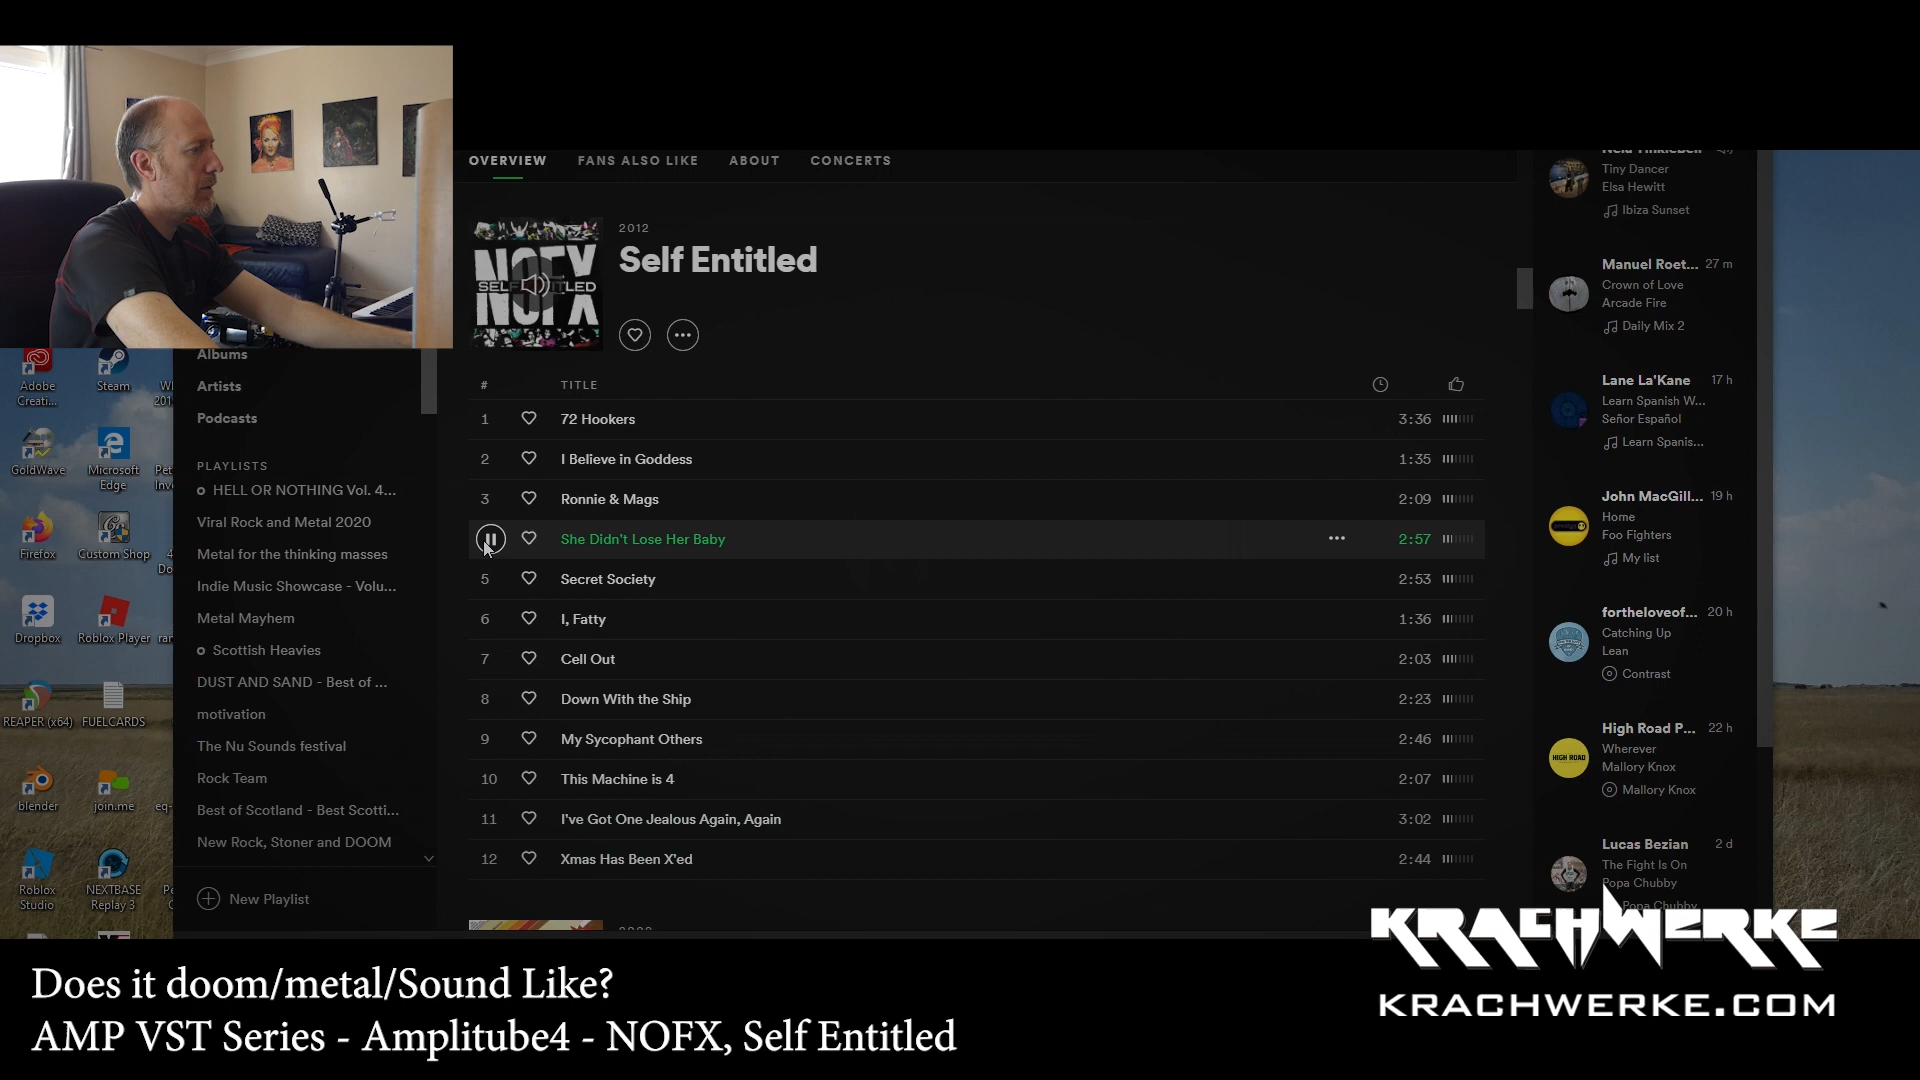 OVERVIEW FANS ALSO LIKE ABOUT CONCERTS
2012
Self Entitled
NOFX
SELF ENTITLED
# TITLE
1 72 Hookers 3:36
2 I Believe in Goddess 1:35
3 Ronnie & Mags 2:09
She Didn't Lose Her Baby ••• 2:57
5 Secret Society 2:53
6 I, Fatty 1:36
7 Cell Out 2:03
8 Down With the Ship 2:23
9 My Sycophant Others 2:46
10 This Machine is 4 2:07
11 I've Got One Jealous Again, Again 3:02
12 Xmas Has Been X'ed 2:44
Albums
Artists
Podcasts
PLAYLISTS
HELL OR NOTHING Vol. 4...
Viral Rock and Metal 2020
Metal for the thinking masses
Indie Music Showcase - Volu...
Metal Mayhem
Scottish Heavies
DUST AND SAND - Best of ...
motivation
The Nu Sounds festival
Rock Team
Best of Scotland - Best Scotti...
New Rock, Stoner and DOOM
New Playlist
Adobe
Creati...
Steam
GoldWave
Microsoft
Edge
Firefox
Custom Shop
Dropbox
Roblox Player
REAPER (x64)
FUELCARDS
blender
join.me
Roblox
Studio
NEXTBASE
Replay 3
Tiny Dancer
Elsa Hewitt
Ibiza Sunset
Manuel Roet... 27 m
Crown of Love
Arcade Fire
Daily Mix 2
Lane La'Kane 17 h
Learn Spanish W...
Señor Español
Learn Spanis...
John MacGill... 19 h
Home
Foo Fighters
My list
fortheloveof... 20 h
Catching Up
Lean
Contrast
High Road P... 22 h
HIGH ROAD
Wherever
Mallory Knox
Mallory Knox
Lucas Bezian 2 d
The Fight Is On
Popa Chubby
Popa Chubby
KRACHWERKE
KRACHWERKE.COM
Does it doom/metal/Sound Like?
AMP VST Series - Amplitube4 - NOFX, Self Entitled